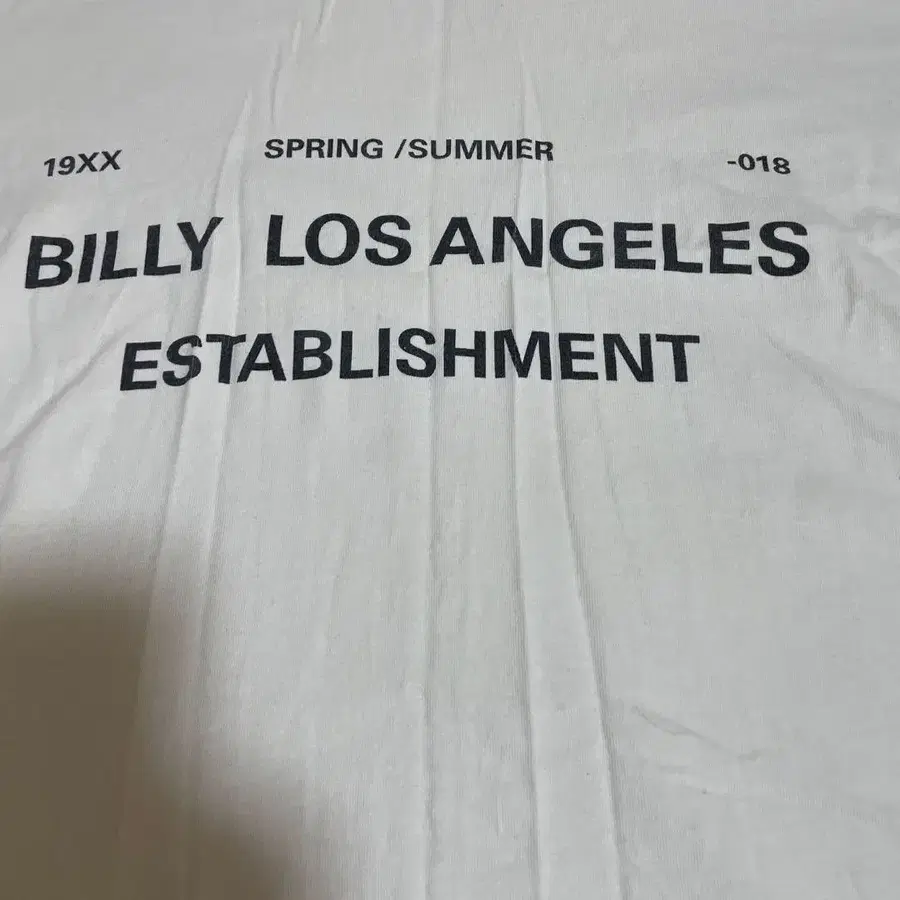 19XX SPRING /SUMMER -018
BILLY LOS ANGELES
ESTABLISHMENT